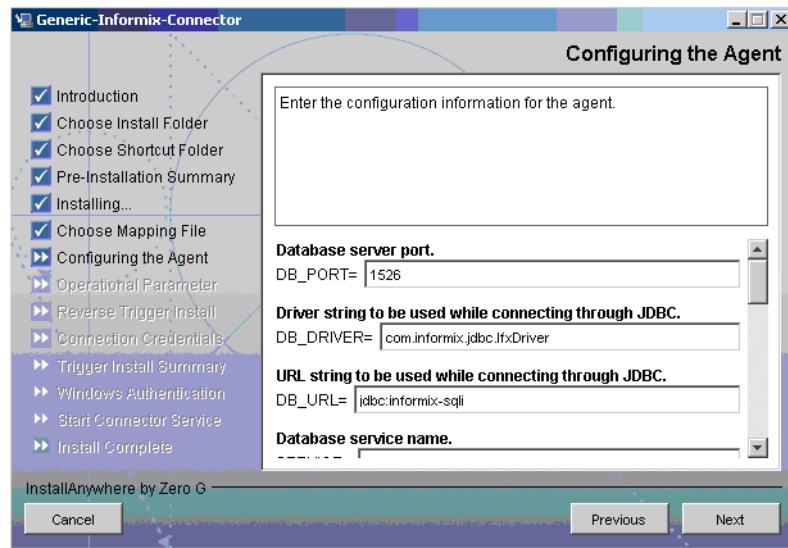 Generic-Informix-Connector
Configuring the Agent
Introduction
Choose Install Folder
Choose Shortcut Folder
Pre-Installation Summary
Installing...
Choose Mapping File
Configuring the Agent
Operational Parameter
Reverse Trigger Install
Connection Credentials
Trigger Install Summary
Windows Authentication
Start Connector Service
Install Complete
Enter the configuration information for the agent.
Database server port.
DB_PORT= 1526
Driver string to be used while connecting through JDBC.
DB_DRIVER= com.informix.jdbc.IfxDriver
URL string to be used while connecting through JDBC.
DB_URL= jdbc:informix-sqli
Database service name.
InstallAnywhere by Zero G
Cancel
Previous
Next